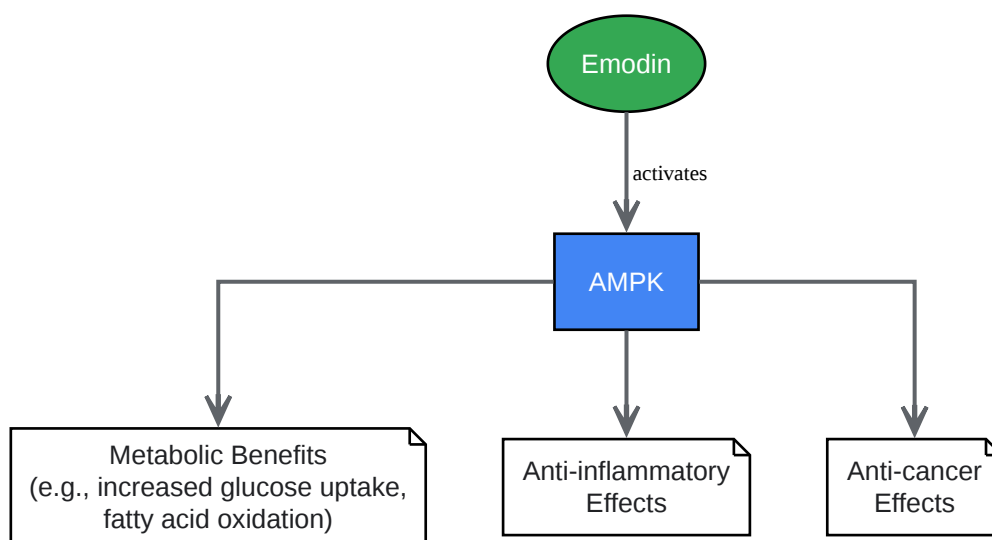 Emodin
activates
AMPK
Metabolic Benefits
(e.g., increased glucose uptake,
fatty acid oxidation)
Anti-inflammatory
Effects
Anti-cancer
Effects